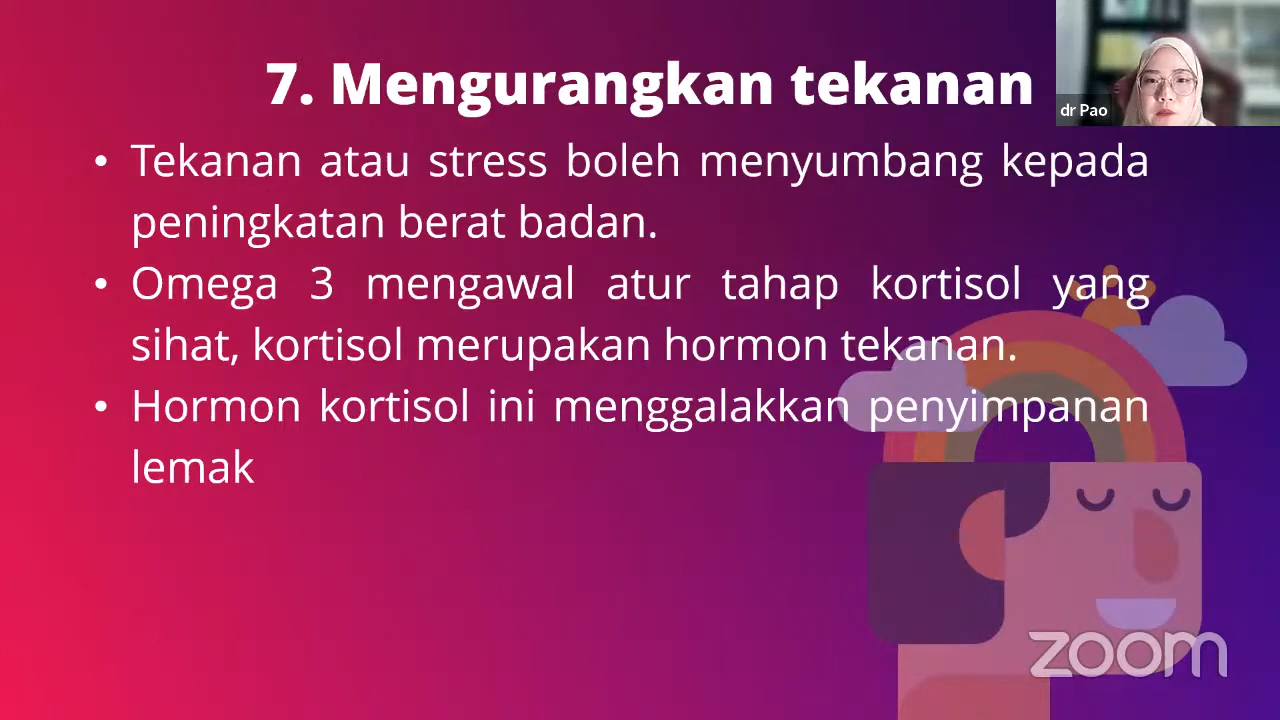 7. Mengurangkan tekanan
dr Pao
• Tekanan atau stress boleh menyumbang kepada
peningkatan berat badan.
• Omega 3 mengawal atur tahap kortisol yang
sihat, kortisol merupakan hormon tekanan.
• Hormon kortisol ini menggalakkan penyimpanan
lemak
zoom